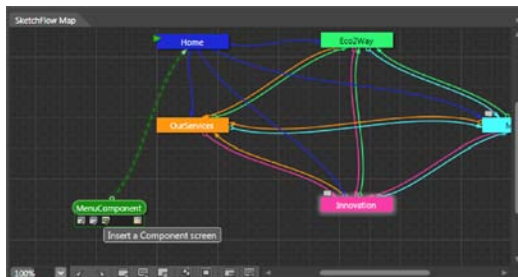 SketchFlow Map
Home
Eco2Way
OurServices
Innovation
MenuComponent
Insert a Component screen
100%